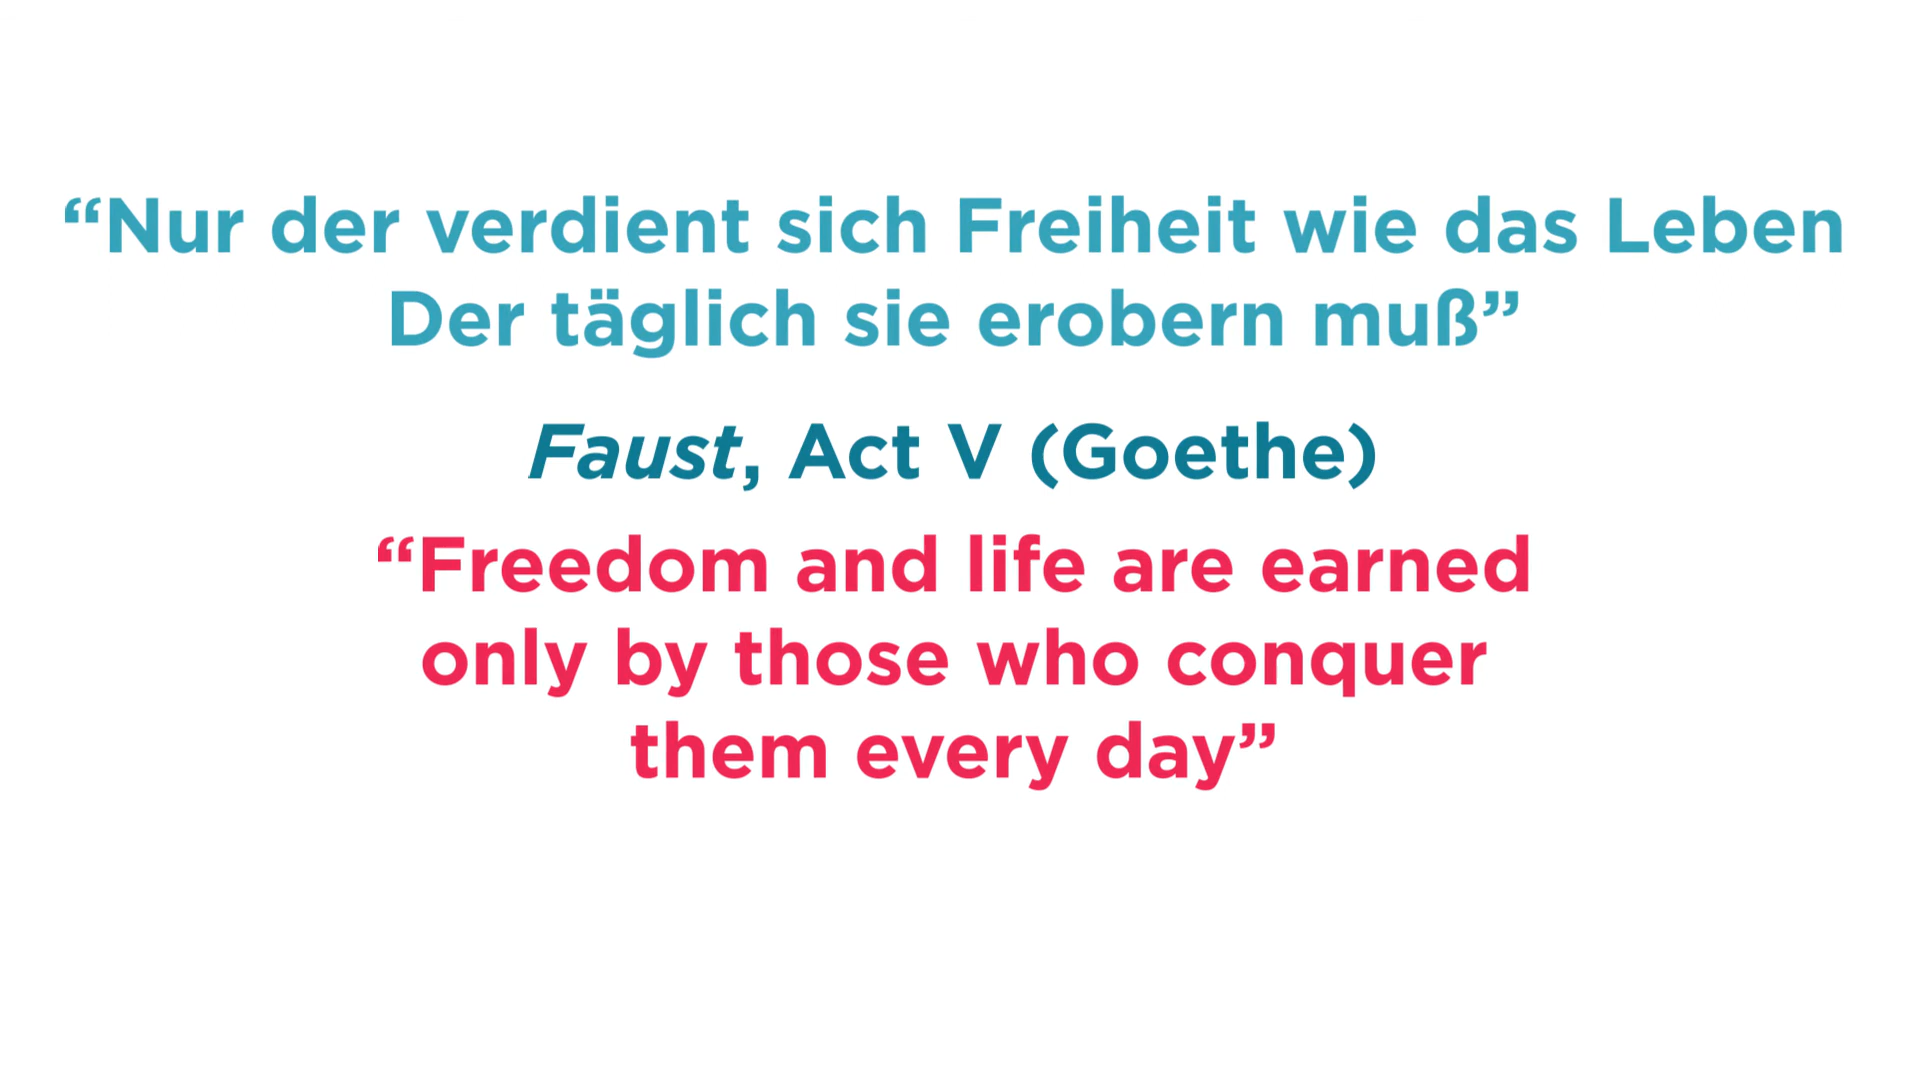 “Nur der verdient sich Freiheit wie das Leben
Der täglich sie erobern muß”
Faust, Act V (Goethe)
“Freedom and life are earned
only by those who conquer
them every day”